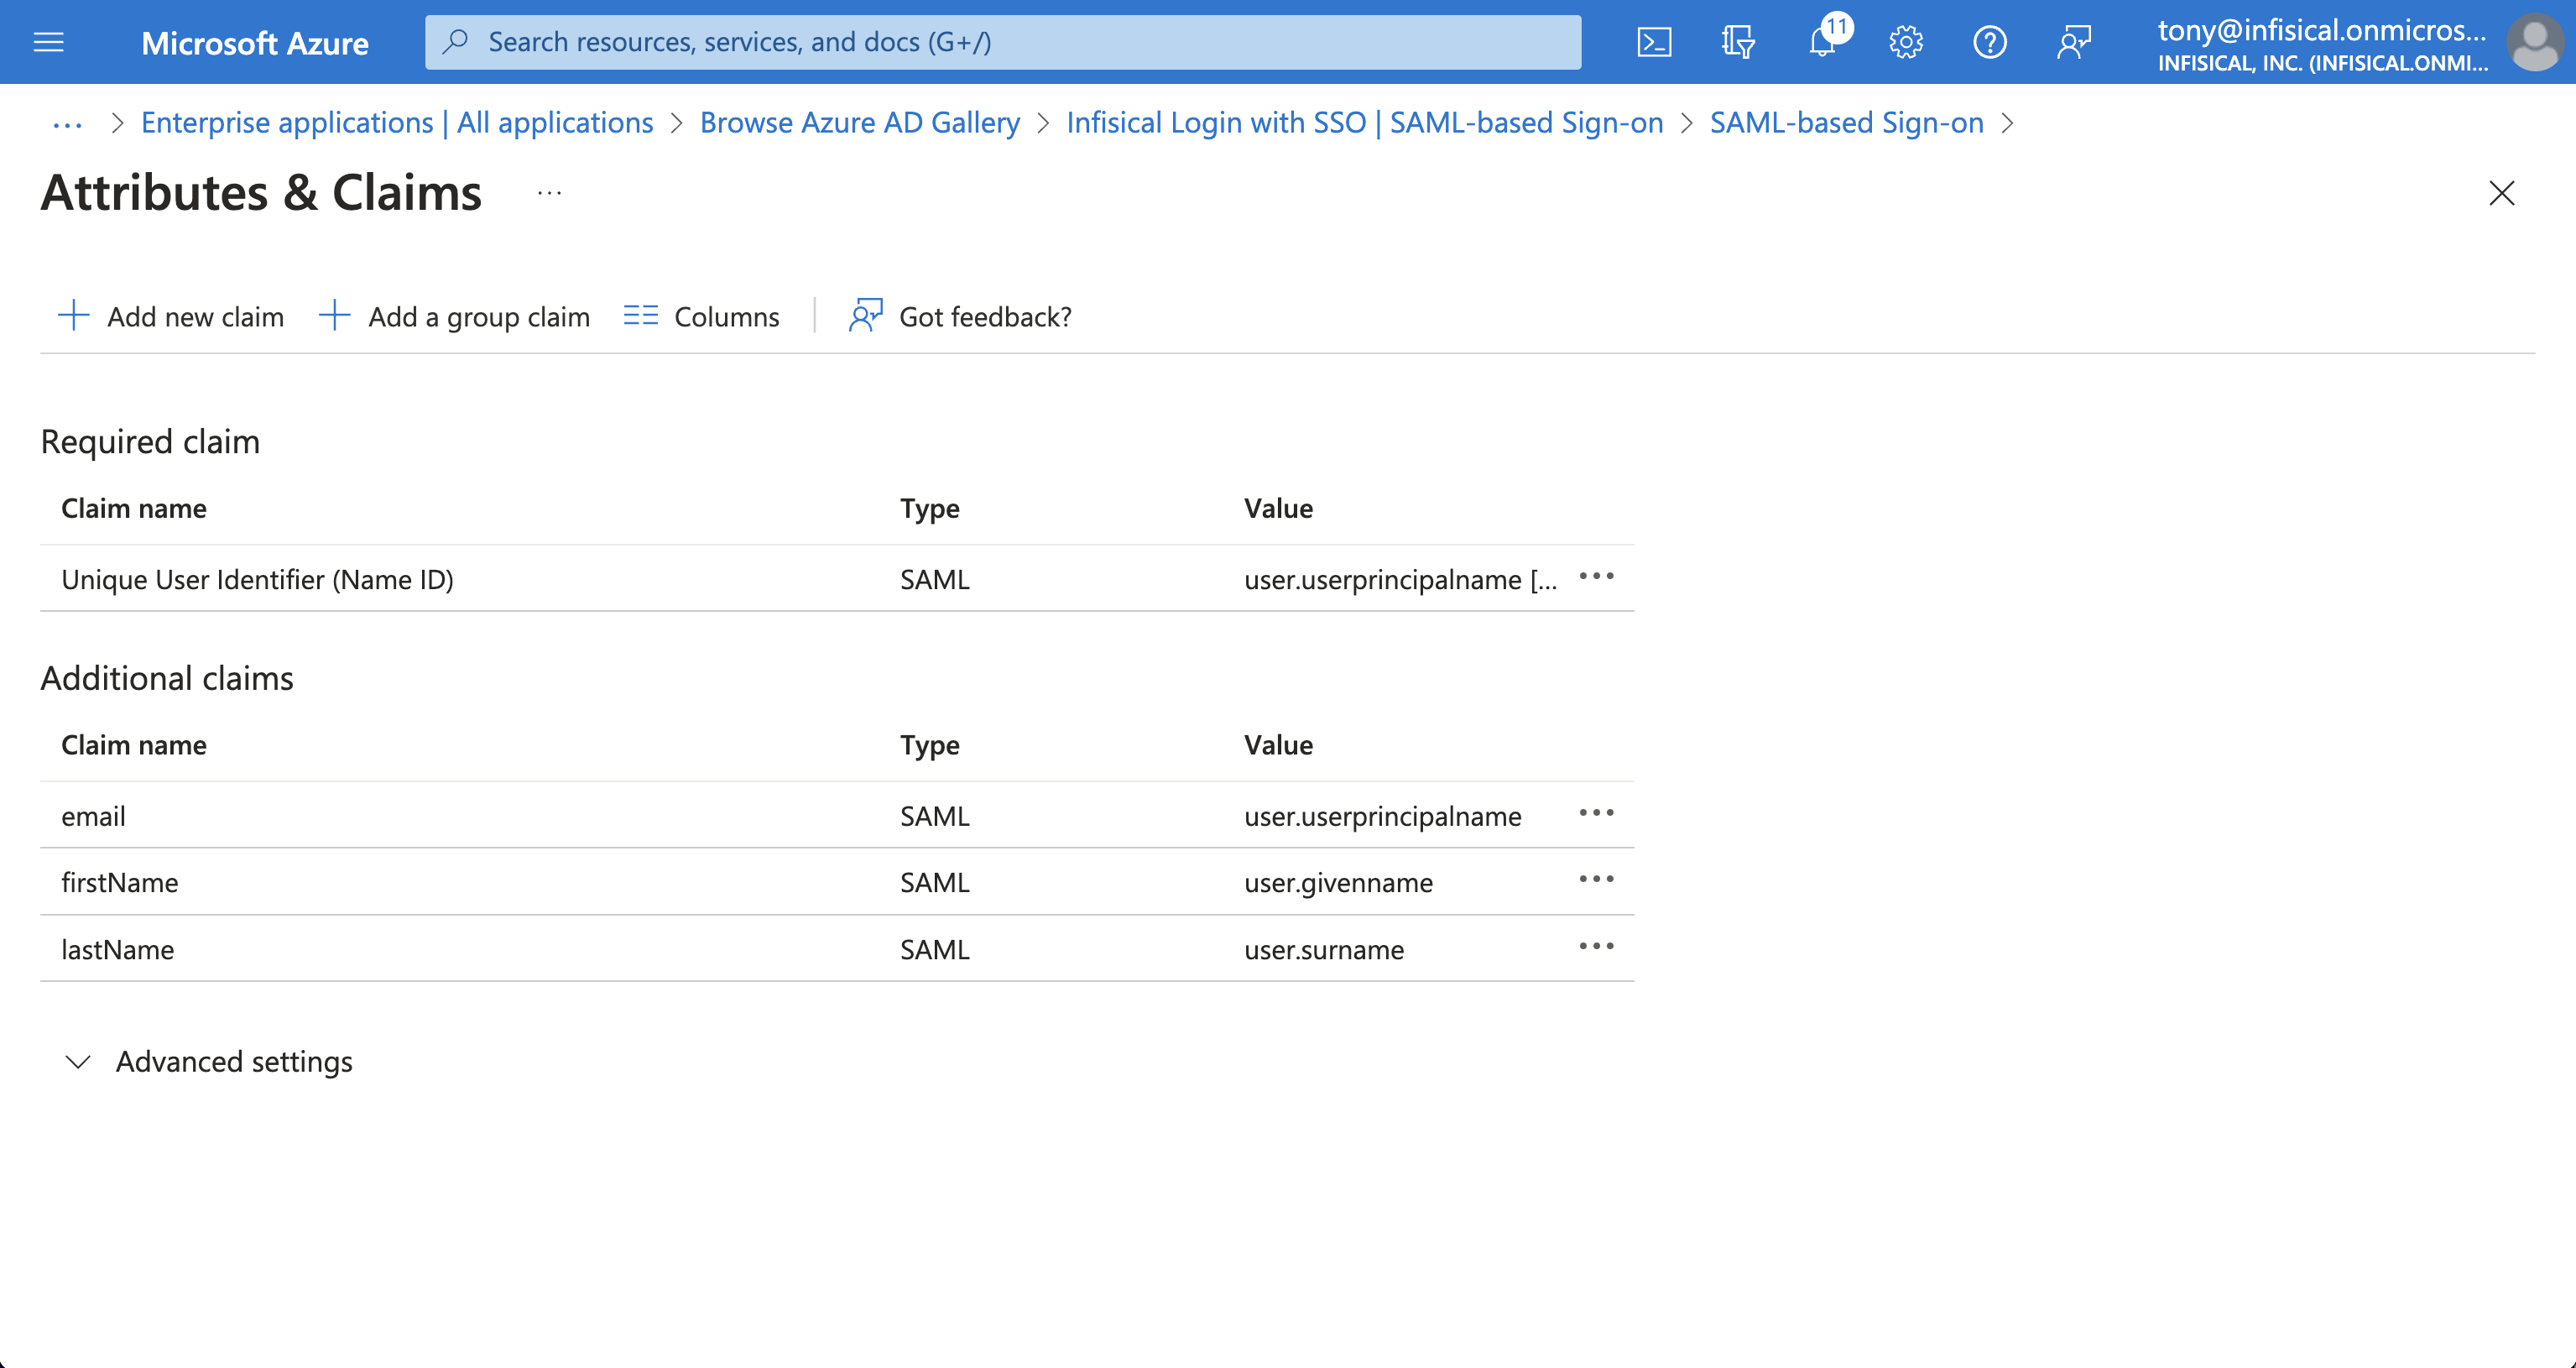 Microsoft Azure
Search resources, services, and docs (G+/)
11
tony@infisical.onmicros...
INFISICAL, INC. (INFISICAL.ONMI...
... > Enterprise applications | All applications > Browse Azure AD Gallery > Infisical Login with SSO | SAML-based Sign-on > SAML-based Sign-on >
Attributes & Claims ...
Add new claim Add a group claim Columns Got feedback?
Required claim
Claim name Type Value
Unique User Identifier (Name ID) SAML user.userprincipalname [...
Additional claims
Claim name Type Value
email SAML user.userprincipalname
firstName SAML user.givenname
lastName SAML user.surname
Advanced settings